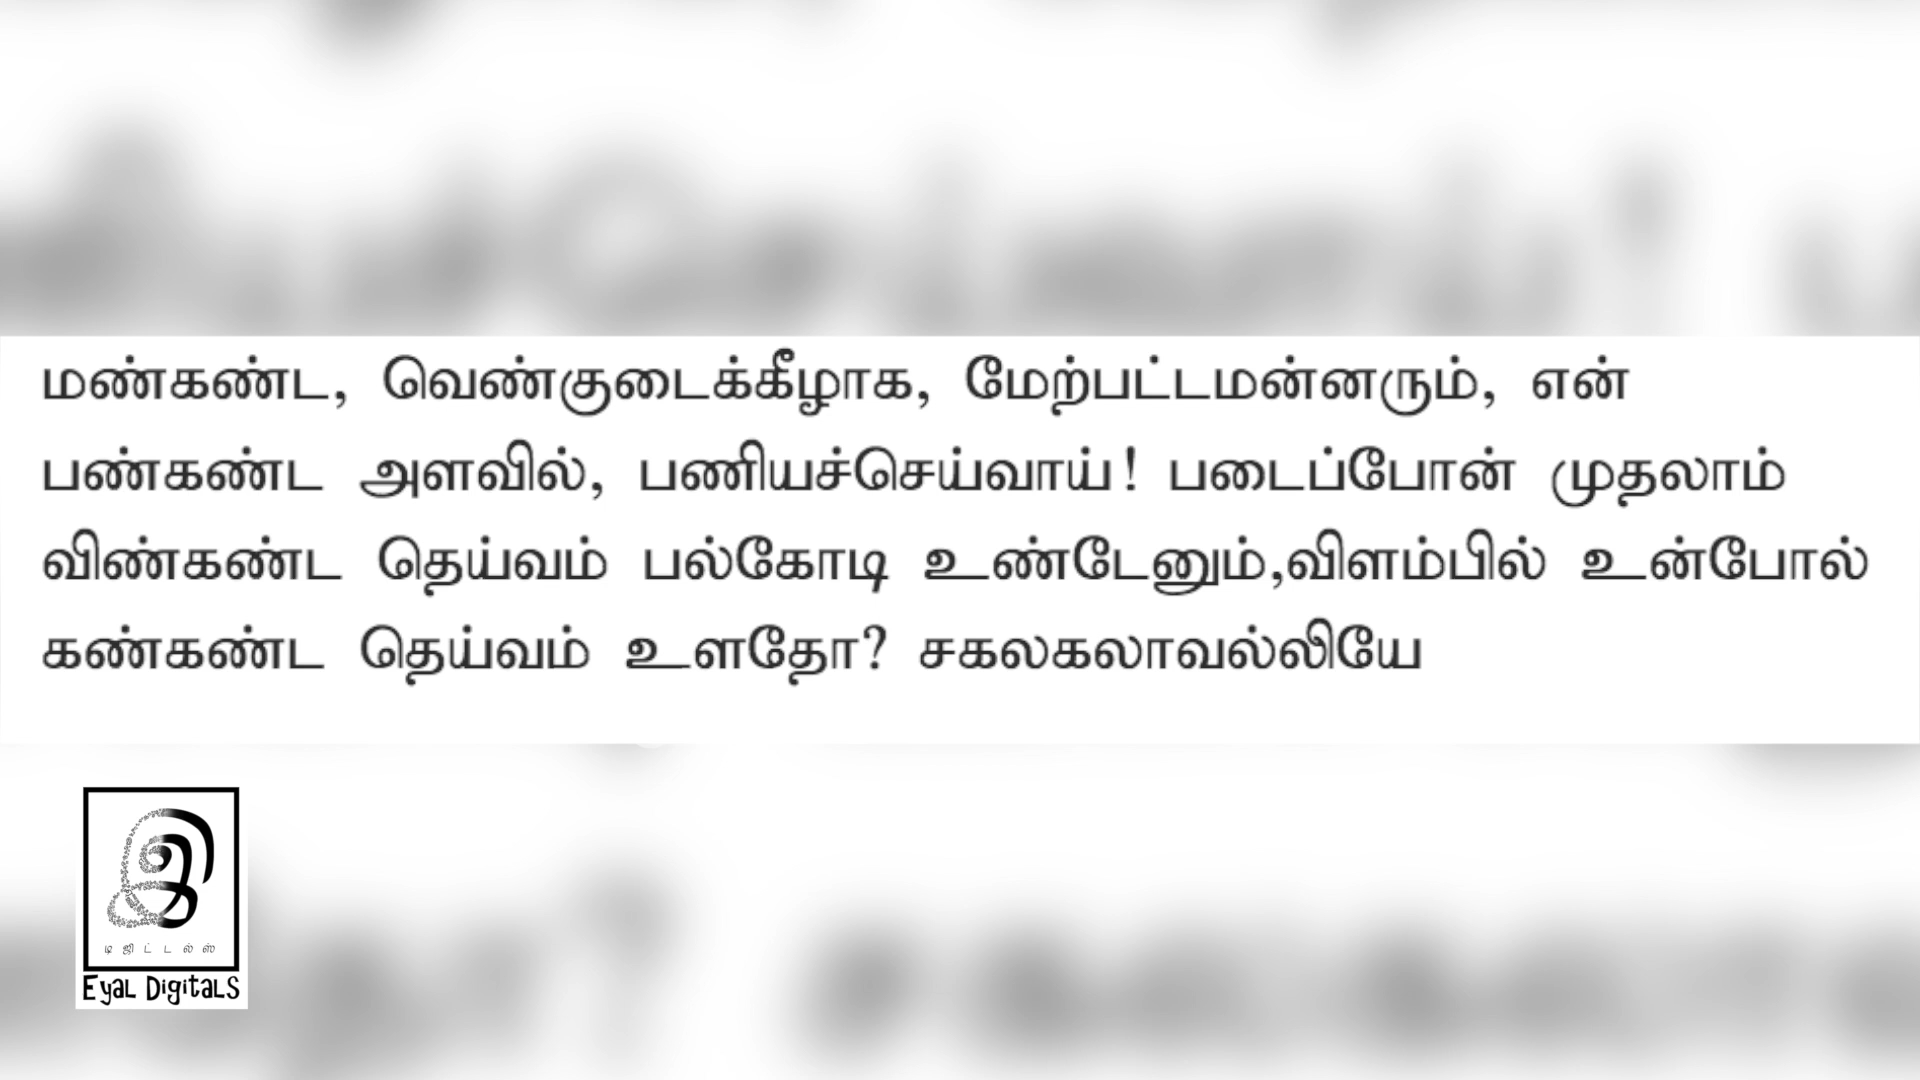 மண்கண்ட, வெண்குடைக்கீழாக, மேற்பட்டமன்னரும், என்
பண்கண்ட அளவில், பணியச்செய்வாய்! படைப்போன் முதலாம்
விண்கண்ட தெய்வம் பல்கோடி உண்டேனும்,விளம்பில் உன்போல்
கண்கண்ட தெய்வம் உளதோ? சகலகலாவல்லியே
இ
டிஜிட்டல்ஸ்
EyaL DigitaLS